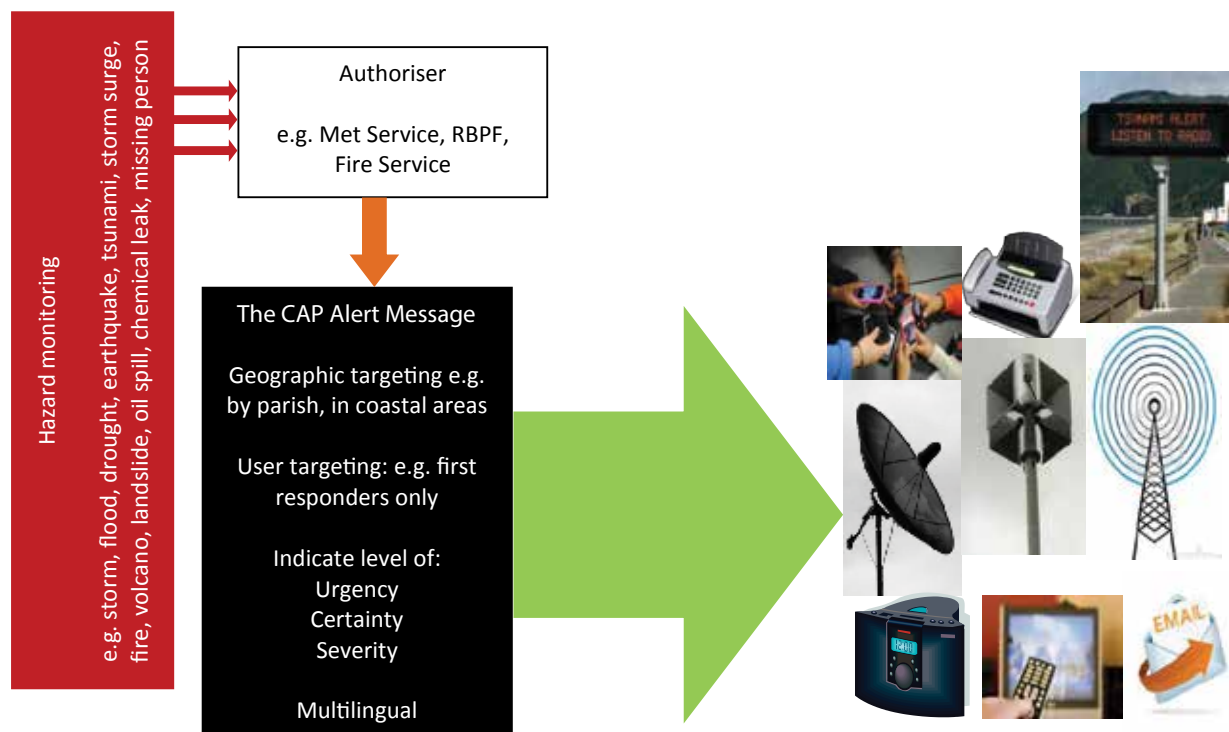 Hazard monitoring
e.g. storm, flood, drought, earthquake, tsunami, storm surge,
fire, volcano, landslide, oil spill, chemical leak, missing person
Authoriser
e.g. Met Service, RBPF,
Fire Service
The CAP Alert Message
Geographic targeting e.g.
by parish, in coastal areas
User targeting: e.g. first
responders only
Indicate level of:
Urgency
Certainty
Severity
Multilingual
TSUNAMI ALERT
LISTEN TO RADIO
12:00
EMAIL